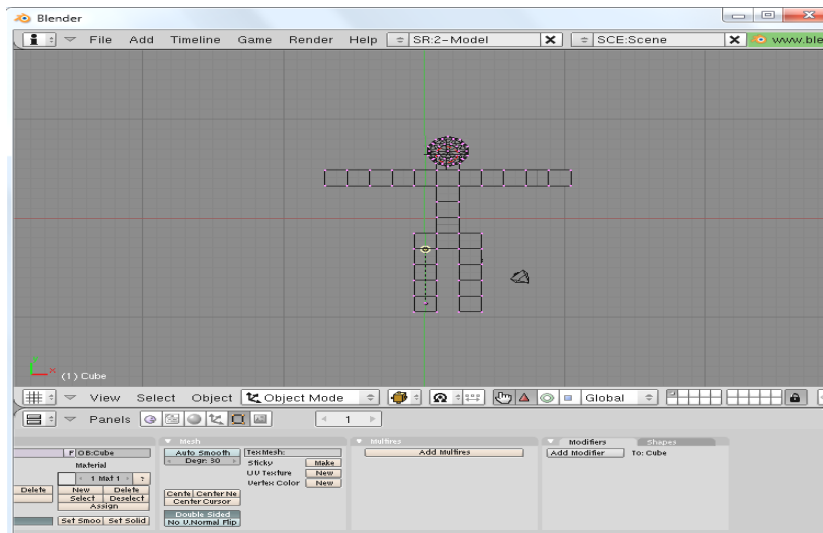 Blender
File Add Timeline Game Render Help SR:2-Model SCE:Scene www.ble
(1) Cube
View Select Object Object Mode Global
Panels 1
Mesh Multires Modifiers Shapes
OB:Cube Auto Smooth TexMesh: Add Multires Add Modifier To: Cube
Material Degr: 30 Sticky Make
1 Mat 1 ? UV Texture New
Delete New Delete Vertex Color New
Select Deselect Cente Center Ne
Assign Center Cursor
Double Sided
Set Smoo Set Solid No V.Normal Flip